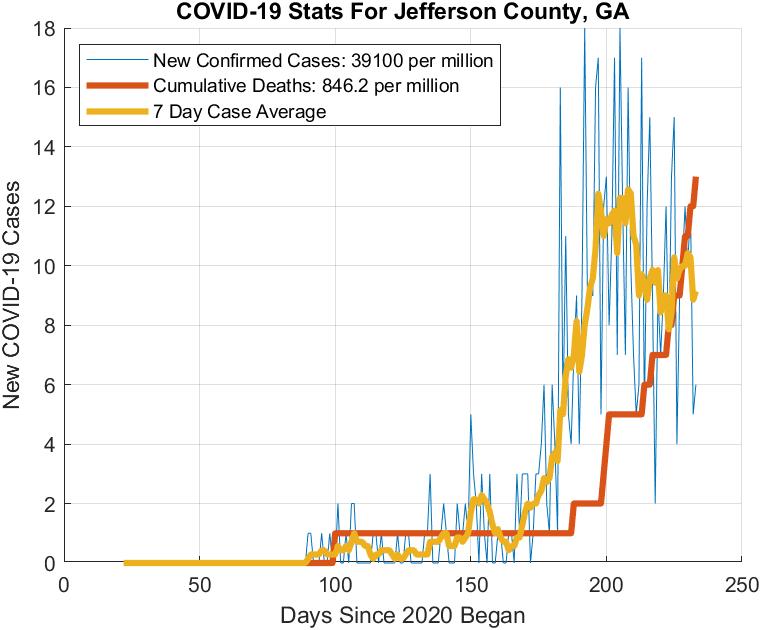 COVID-19 Stats For Jefferson County, GA
New Confirmed Cases: 39100 per million
Cumulative Deaths: 846.2 per million
7 Day Case Average
New COVID-19 Cases
18
16
14
12
10
8
6
4
2
0
0 50 100 150 200 250
Days Since 2020 Began